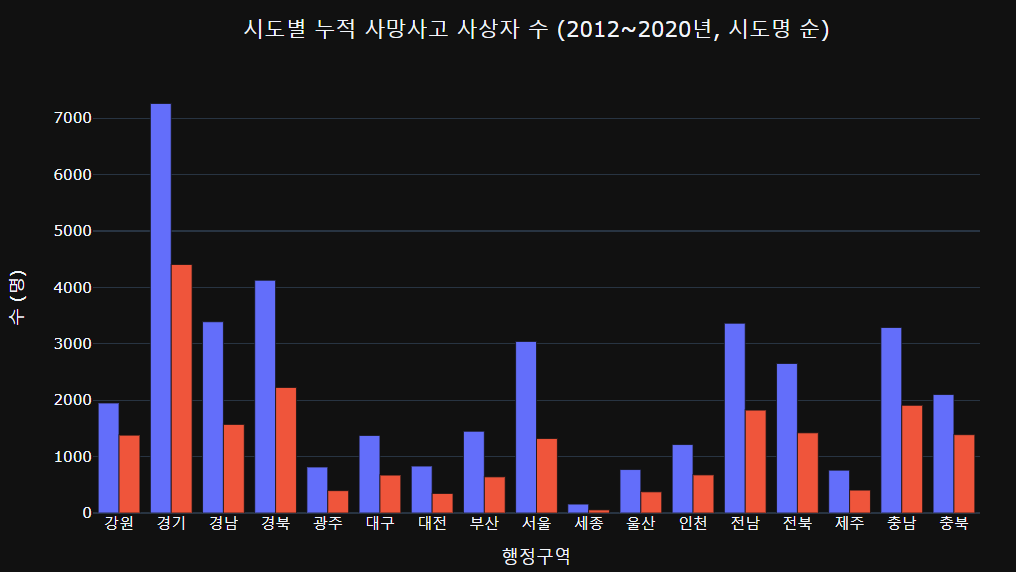 시도별 누적 사망사고 사상자 수 (2012~2020년, 시도명 순)
7000
6000
5000
4000
3000
2000
1000
0
수 (명)
강원 경기 경남 경북 광주 대구 대전 부산 서울 세종 울산 인천 전남 전북 제주 충남 충북
행정구역